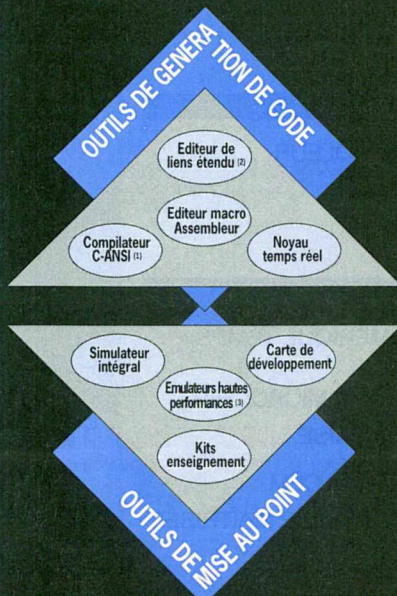 OUTILS DE GENERATION DE CODE
Editeur de
liens étendu (2)
Editeur macro
Assembleur
Compilateur
C-ANSI (1)
Noyau
temps réel
Simulateur
intégral
Carte de
développement
Emulateurs hautes
performances (3)
Kits
enseignement
OUTILS DE MISE AU POINT